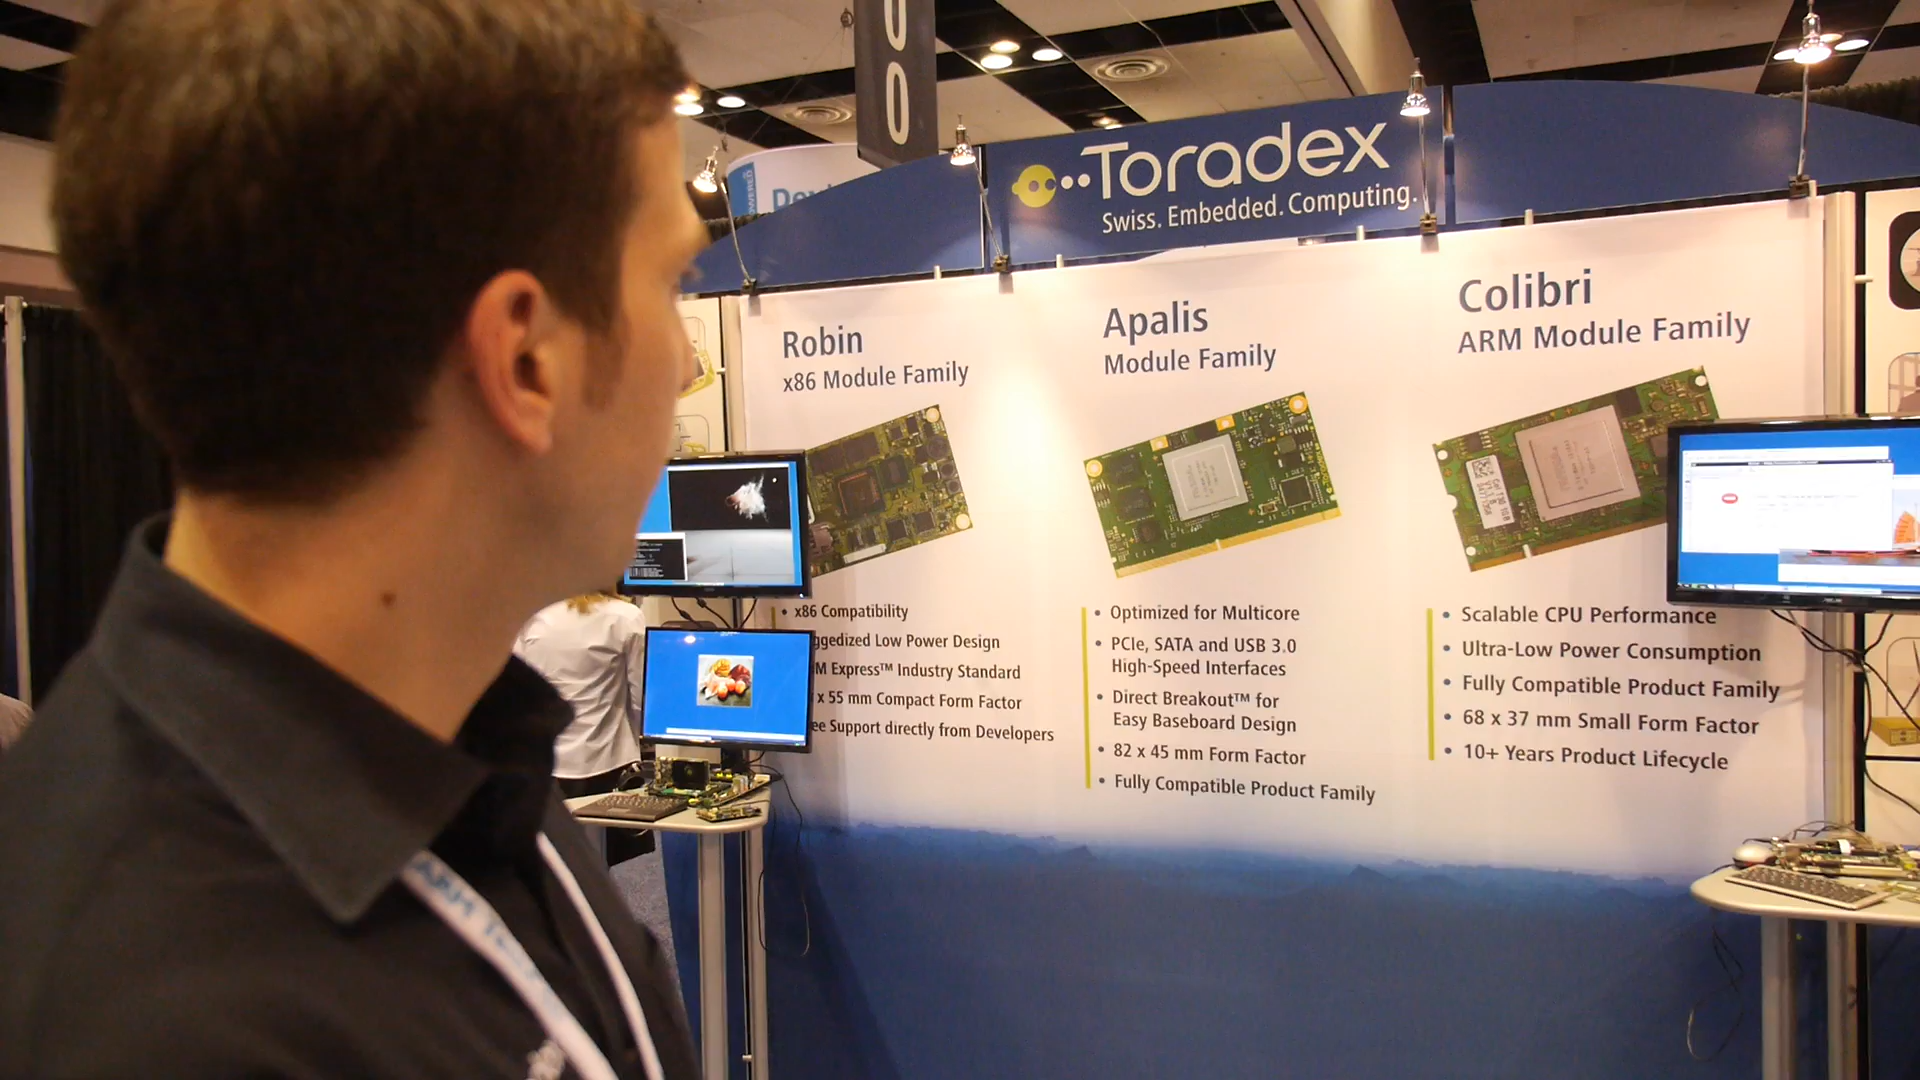 00
Toradex
Swiss. Embedded. Computing.
Robin
x86 Module Family
• x86 Compatibility
ggedized Low Power Design
M Express™ Industry Standard
x 55 mm Compact Form Factor
ee Support directly from Developers
Apalis
Module Family
• Optimized for Multicore
• PCIe, SATA and USB 3.0
High-Speed Interfaces
• Direct Breakout™ for
Easy Baseboard Design
• 82 x 45 mm Form Factor
• Fully Compatible Product Family
Colibri
ARM Module Family
• Scalable CPU Performance
• Ultra-Low Power Consumption
• Fully Compatible Product Family
• 68 x 37 mm Small Form Factor
• 10+ Years Product Lifecycle
ARM